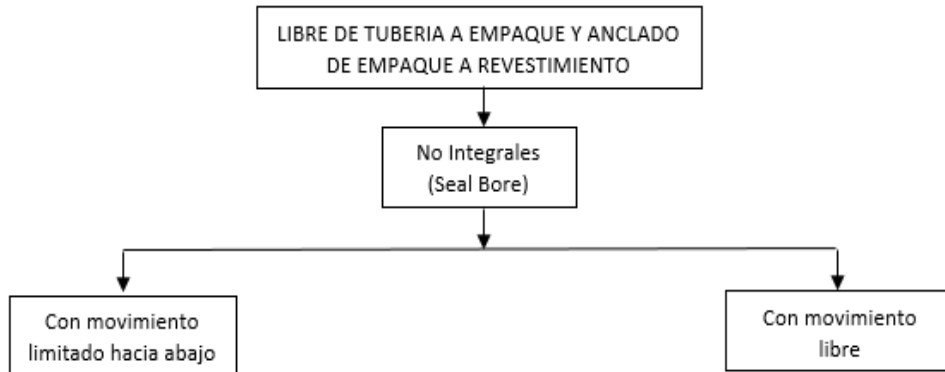 LIBRE DE TUBERIA A EMPAQUE Y ANCLADO
DE EMPAQUE A REVESTIMIENTO
No Integrales
(Seal Bore)
Con movimiento
limitado hacia abajo
Con movimiento
libre